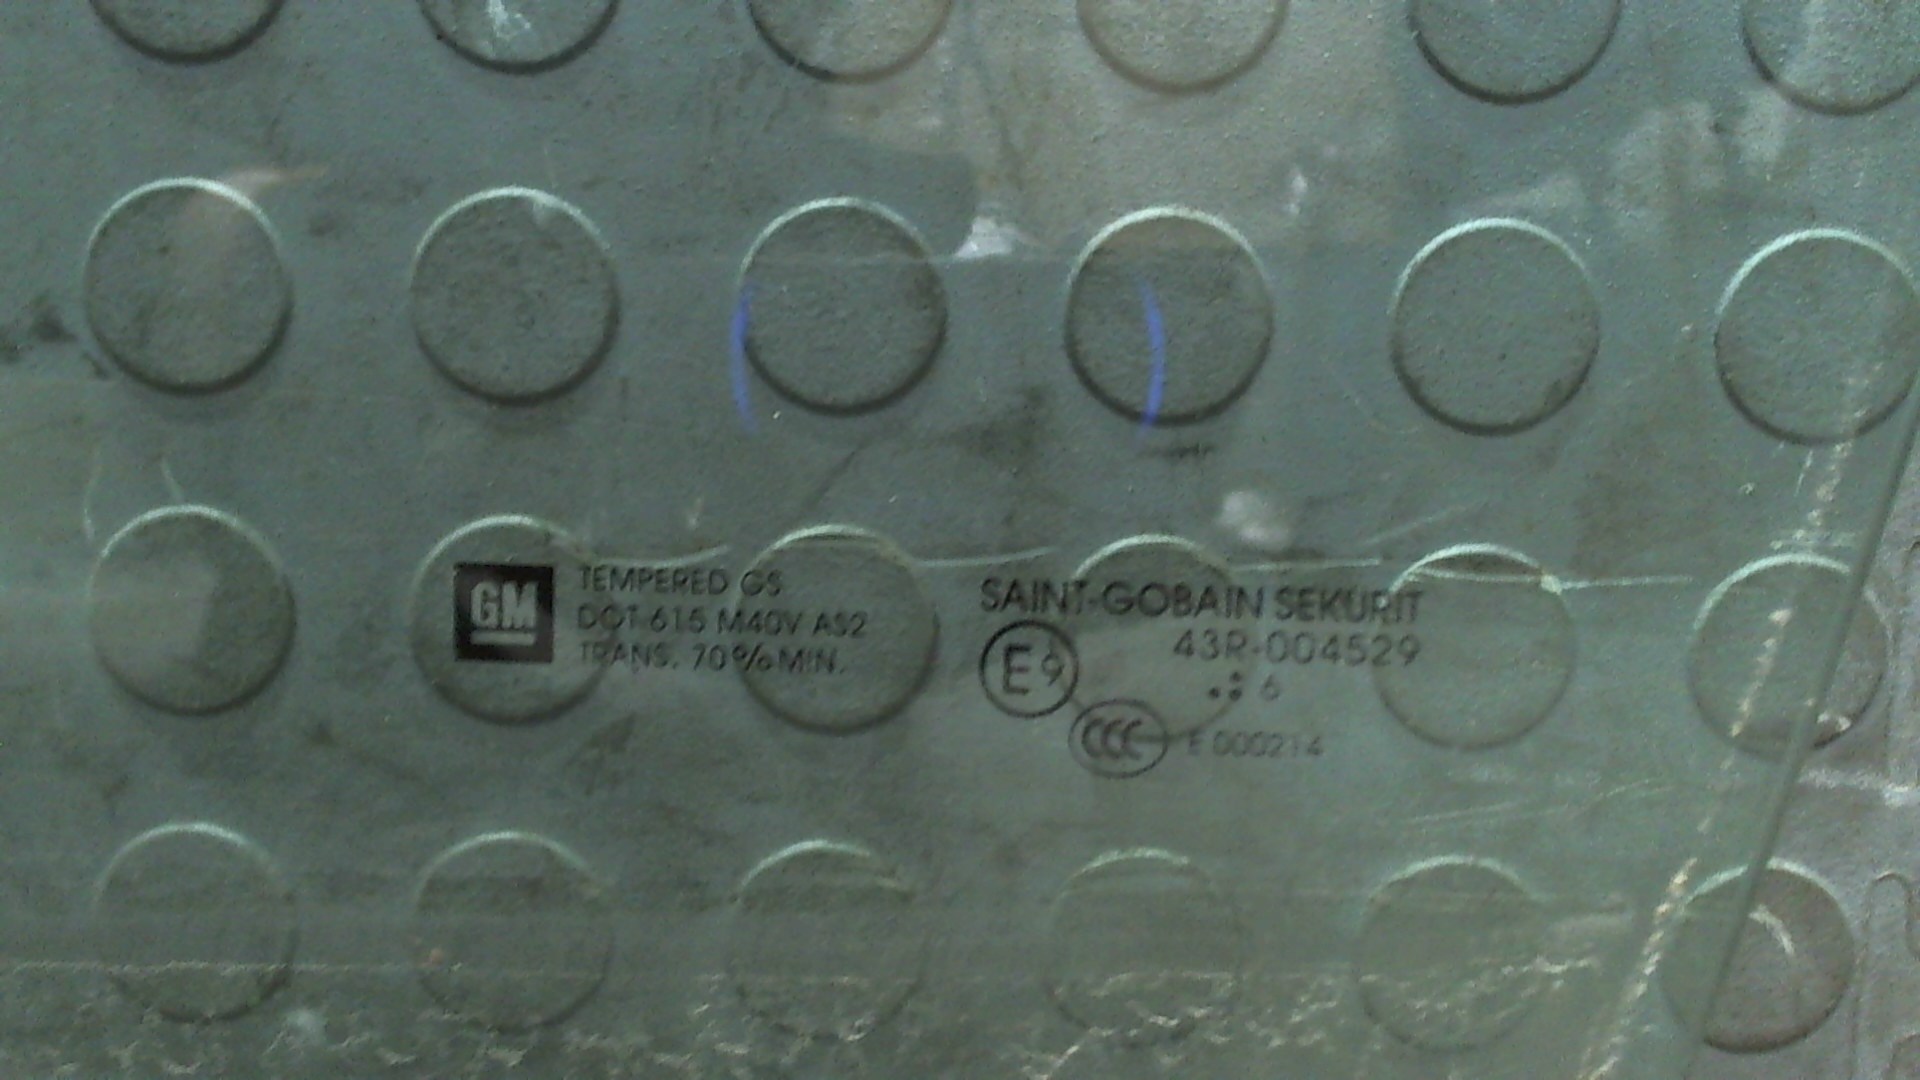 GM
TEMPERED GS
DOT 615 M40V AS2
TRANS. 70% MIN.
SAINT-GOBAIN SEKURIT
43R-004529
E9
.: 6
CCC E 000214